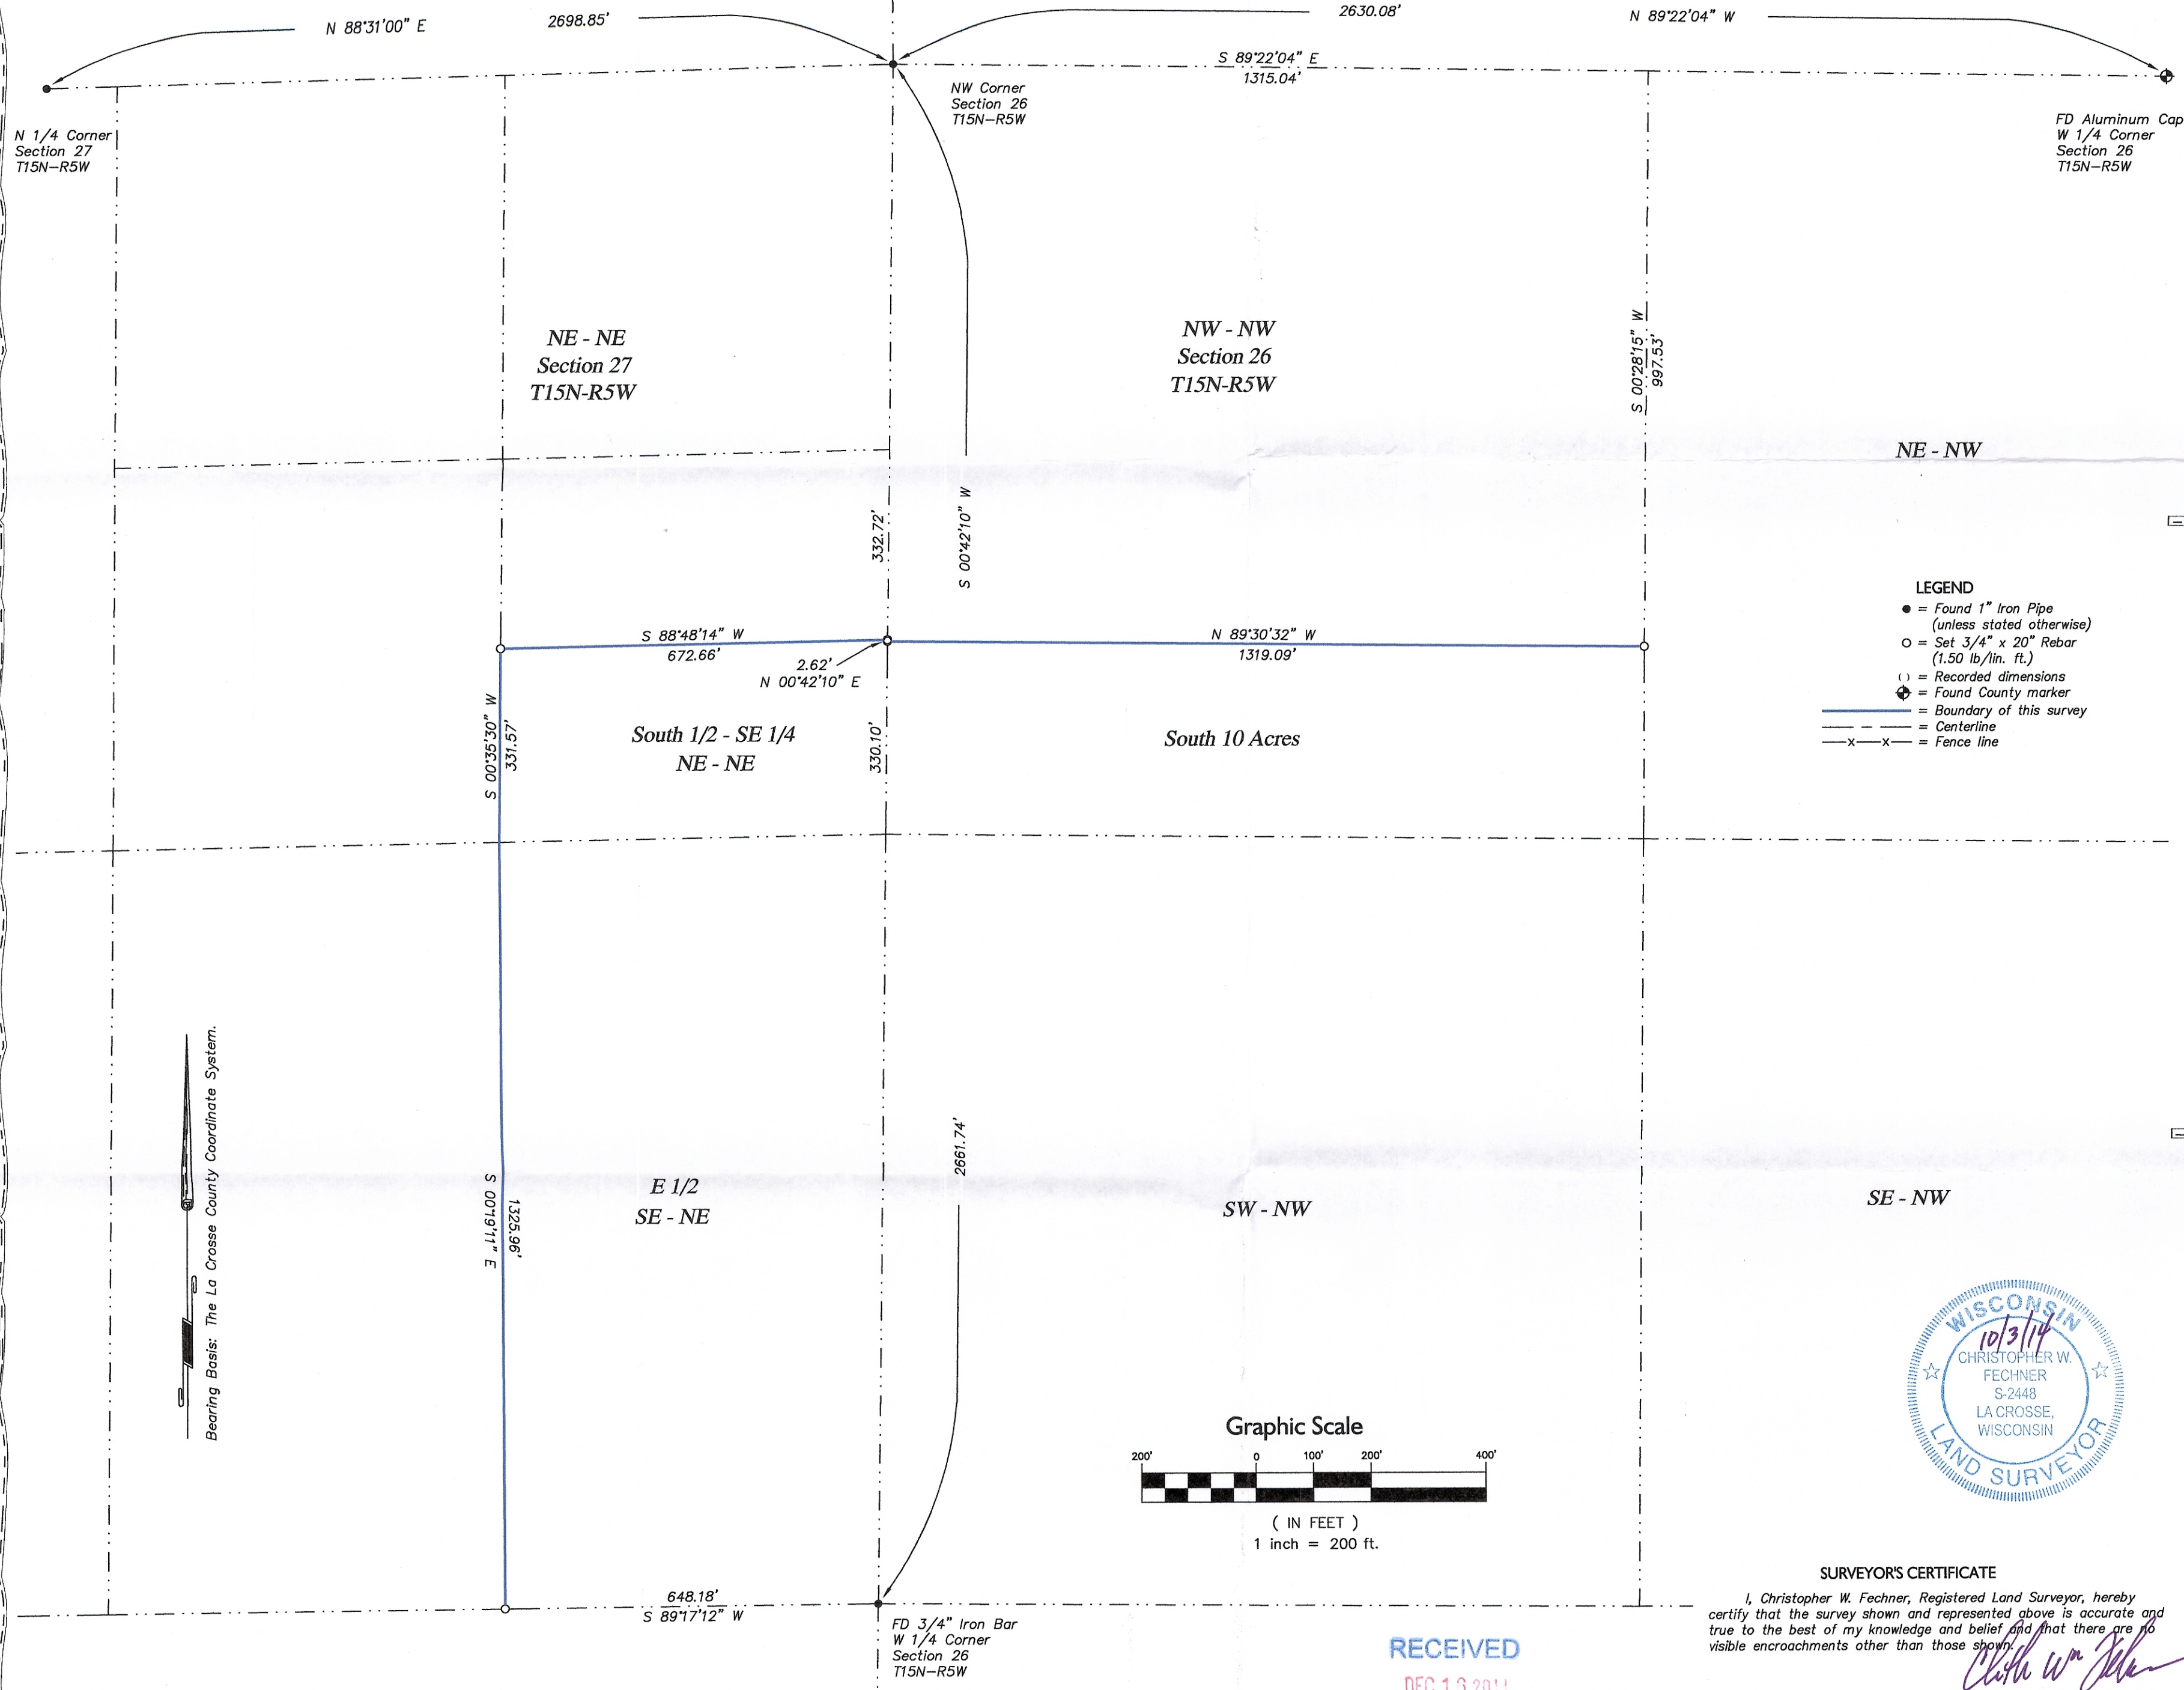 N 88°31'00" E
2698.85'
2630.08'
N 89°22'04" W
S 89°22'04" E
1315.04'
N 1/4 Corner
Section 27
T15N-R5W
NW Corner
Section 26
T15N-R5W
FD Aluminum Cap
W 1/4 Corner
Section 26
T15N-R5W
NE - NE
Section 27
T15N-R5W
NW - NW
Section 26
T15N-R5W
S 00°28'15" W
997.53'
NE - NW
332.72'
S 00°42'10" W
S 88°48'14" W
672.66'
2.62'
N 00°42'10" E
N 89°30'32" W
1319.09'
LEGEND
= Found 1" Iron Pipe
(unless stated otherwise)
= Set 3/4" x 20" Rebar
(1.50 lb/lin. ft.)
( ) = Recorded dimensions
= Found County marker
= Boundary of this survey
= Centerline
x x = Fence line
S 00°35'30" W
331.57'
South 1/2 - SE 1/4
NE - NE
330.10'
South 10 Acres
Bearing Basis: The La Crosse County Coordinate System.
S 00°19'11" E
1325.96'
E 1/2
SE - NE
2661.74'
SW - NW
SE - NW
WISCONSIN
10/3/14
CHRISTOPHER W.
FECHNER
S-2448
LA CROSSE,
WISCONSIN
LAND SURVEYOR
Graphic Scale
200' 0 100' 200' 400'
( IN FEET )
1 inch = 200 ft.
648.18'
S 89°17'12" W
FD 3/4" Iron Bar
W 1/4 Corner
Section 26
T15N-R5W
RECEIVED
DEC 16
SURVEYOR'S CERTIFICATE
I, Christopher W. Fechner, Registered Land Surveyor, hereby
certify that the survey shown and represented above is accurate and
true to the best of my knowledge and belief and that there are no
visible encroachments other than those shown.